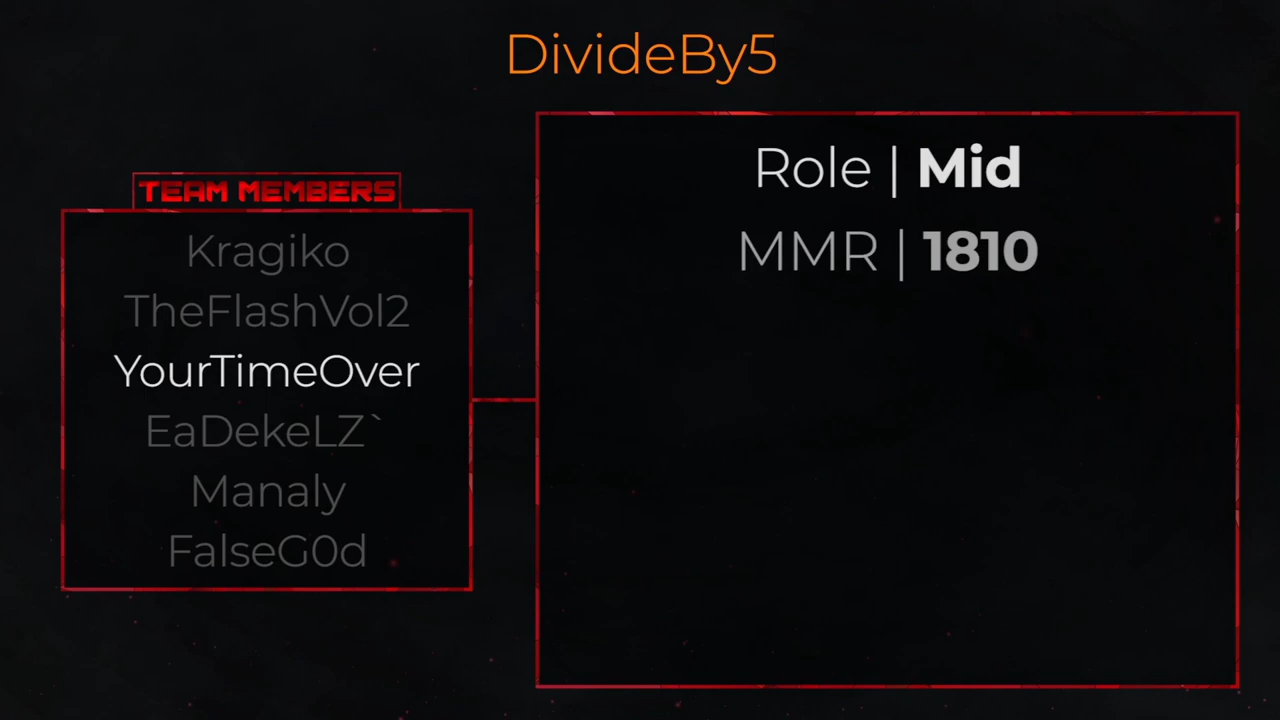 DivideBy5
TEAM MEMBERS
Kragiko
TheFlashVol2
YourTimeOver
EaDekeLZ`
Manaly
FalseG0d
Role | Mid
MMR | 1810